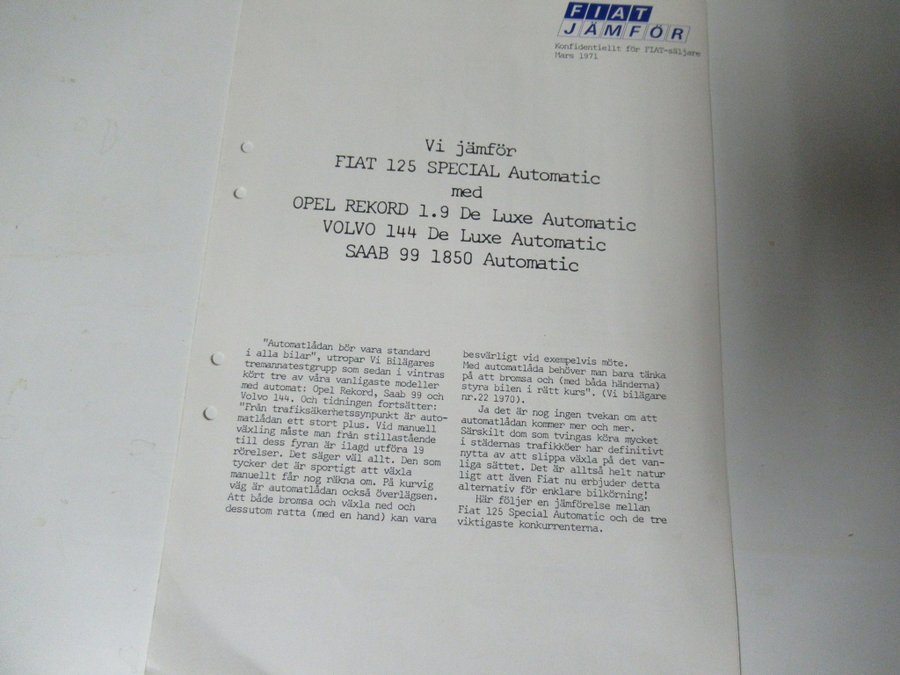 FIAT
JÄMFÖR
Konfidentiellt för FIAT-säljare
Mars 1971
Vi jämför
FIAT 125 SPECIAL Automatic
med
OPEL REKORD 1.9 De Luxe Automatic
VOLVO 144 De Luxe Automatic
SAAB 99 1850 Automatic
"Automatlådan bör vara standard
i alla bilar", utropar Vi Bilägares
tremannatestgrupp som sedan i vintras
kört tre av våra vanligaste modeller
med automat: Opel Rekord, Saab 99 och
Volvo 144. Och tidningen fortsätter:
"Från trafiksäkerhetssynpunkt är auto-
matlådan ett stort plus. Vid manuell
växling måste man från stillastående
till dess fyran är ilagd utföra 19
rörelser. Det säger väl allt. Den som
tycker det är sportigt att växla
manuellt får nog räkna om. På kurvig
väg är automatlådan också överlägsen.
Att både bromsa och växla ned och
dessutom ratta (med en hand) kan vara
besvärligt vid exempelvis möte.
Med automatlåda behöver man bara tänka
på att bromsa och (med båda händerna)
styra bilen i rätt kurs". (Vi bilägare
nr.22 1970).
Ja det är nog ingen tvekan om att
automatlådan kommer mer och mer.
Särskilt dom som tvingas köra mycket
i städernas trafikköer har definitivt
nytta av att slippa växla på det van-
liga sättet. Det är alltså helt natur
ligt att även Fiat nu erbjuder detta
alternativ för enklare bilkörning!
Här följer en jämförelse mellan
Fiat 125 Special Automatic och de tre
viktigaste konkurrenterna.